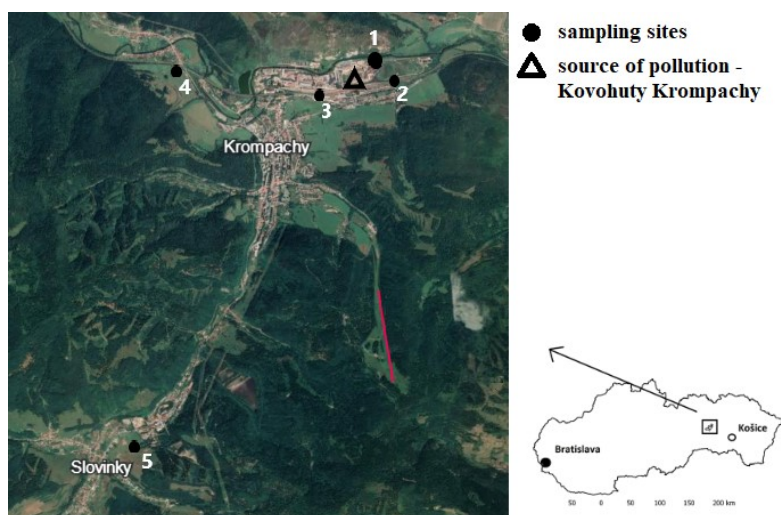 1
sampling sites
source of pollution -
Kovohuty Krompachy
4
2
3
Krompachy
Slovinky
5
Košice
Bratislava
50 0 50 100 150 200 km